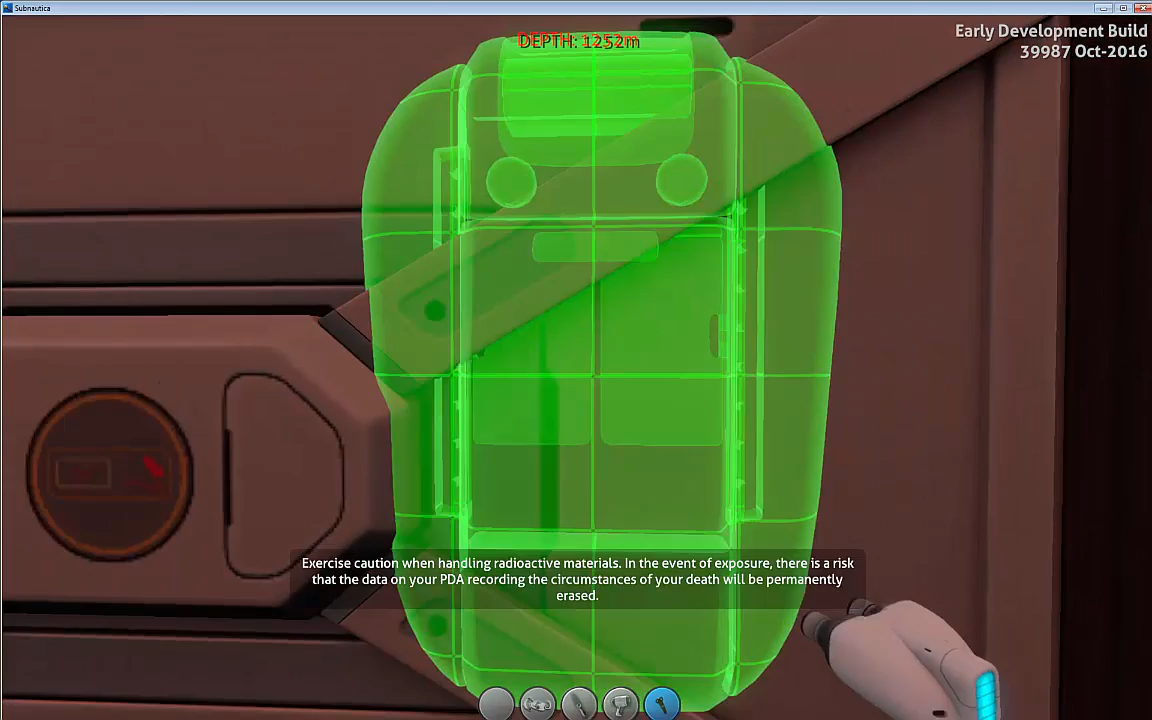 Subnautica
DEPTH: 1252m
Early Development Build
39987 Oct-2016
Exercise caution when handling radioactive materials. In the event of exposure, there is a risk
that the data on your PDA recording the circumstances of your death will be permanently
erased.